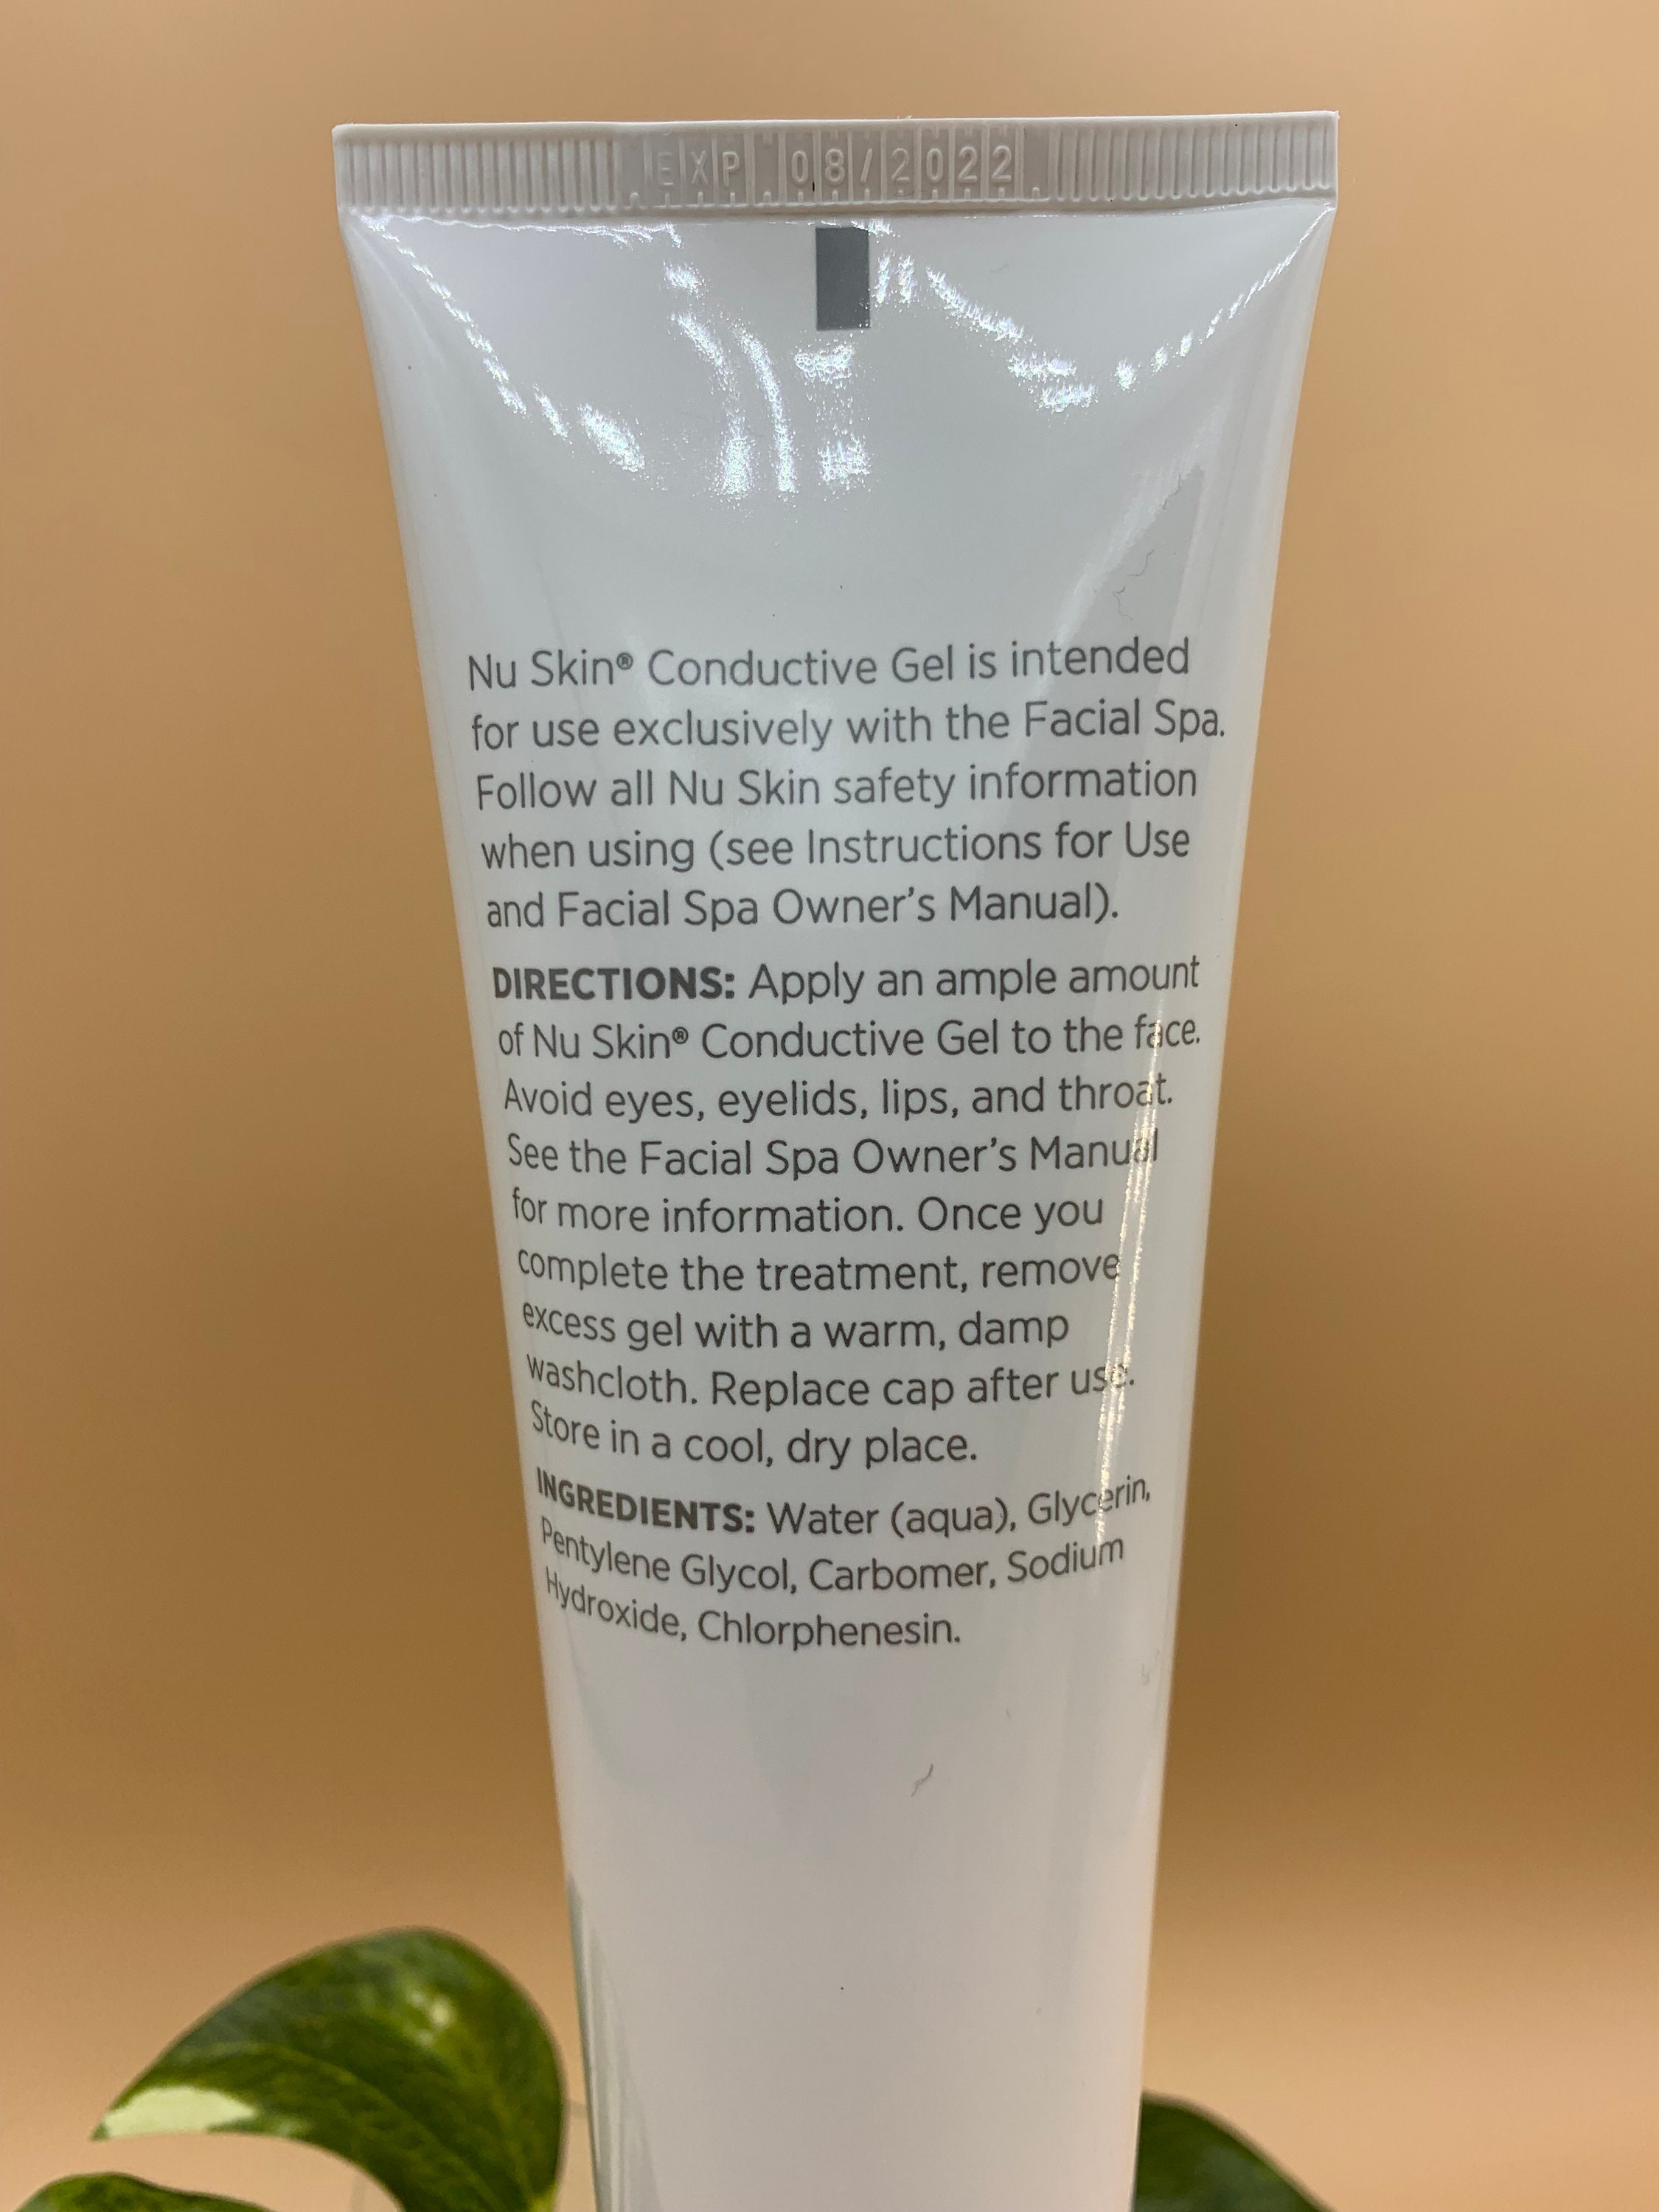 EXP 08/2022
Nu Skin® Conductive Gel is intended
for use exclusively with the Facial Spa.
Follow all Nu Skin safety information
when using (see Instructions for Use
and Facial Spa Owner’s Manual).
DIRECTIONS: Apply an ample amount
of Nu Skin® Conductive Gel to the face.
Avoid eyes, eyelids, lips, and throat.
See the Facial Spa Owner’s Manual
for more information. Once you
complete the treatment, remove
excess gel with a warm, damp
washcloth. Replace cap after use.
Store in a cool, dry place.
INGREDIENTS: Water (aqua), Glycerin,
Pentylene Glycol, Carbomer, Sodium
Hydroxide, Chlorphenesin.